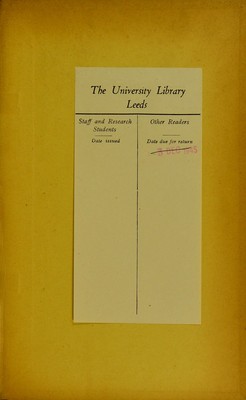 The University Library
Leeds
Staff and Research Students
Other Readers
Date issued
Date due for return